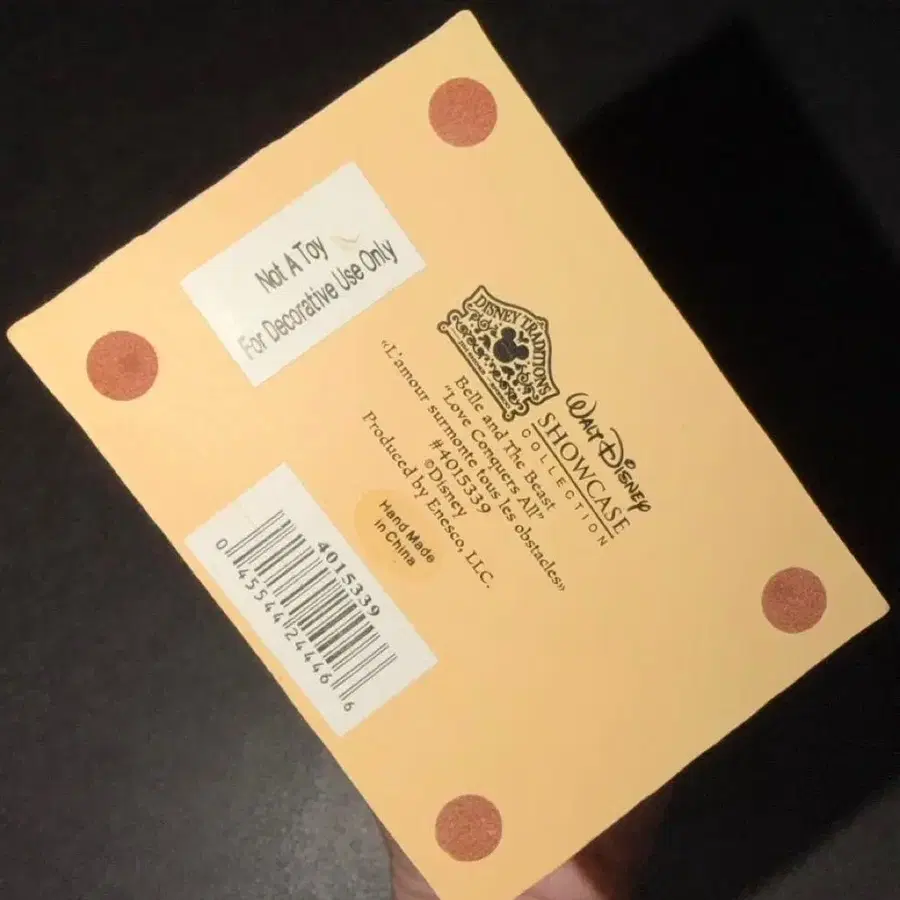 DISNEY TRADITIONS
WALT DISNEY
SHOWCASE
COLLECTION
Belle and The Beast
“Love Conquers All”
«L'amour surmonte tous les obstacles»
#4015339
©Disney
Produced by Enesco, LLC.
Hand Made
in China
Not A Toy
For Decorative Use Only
4015339
0 45544 24446 6